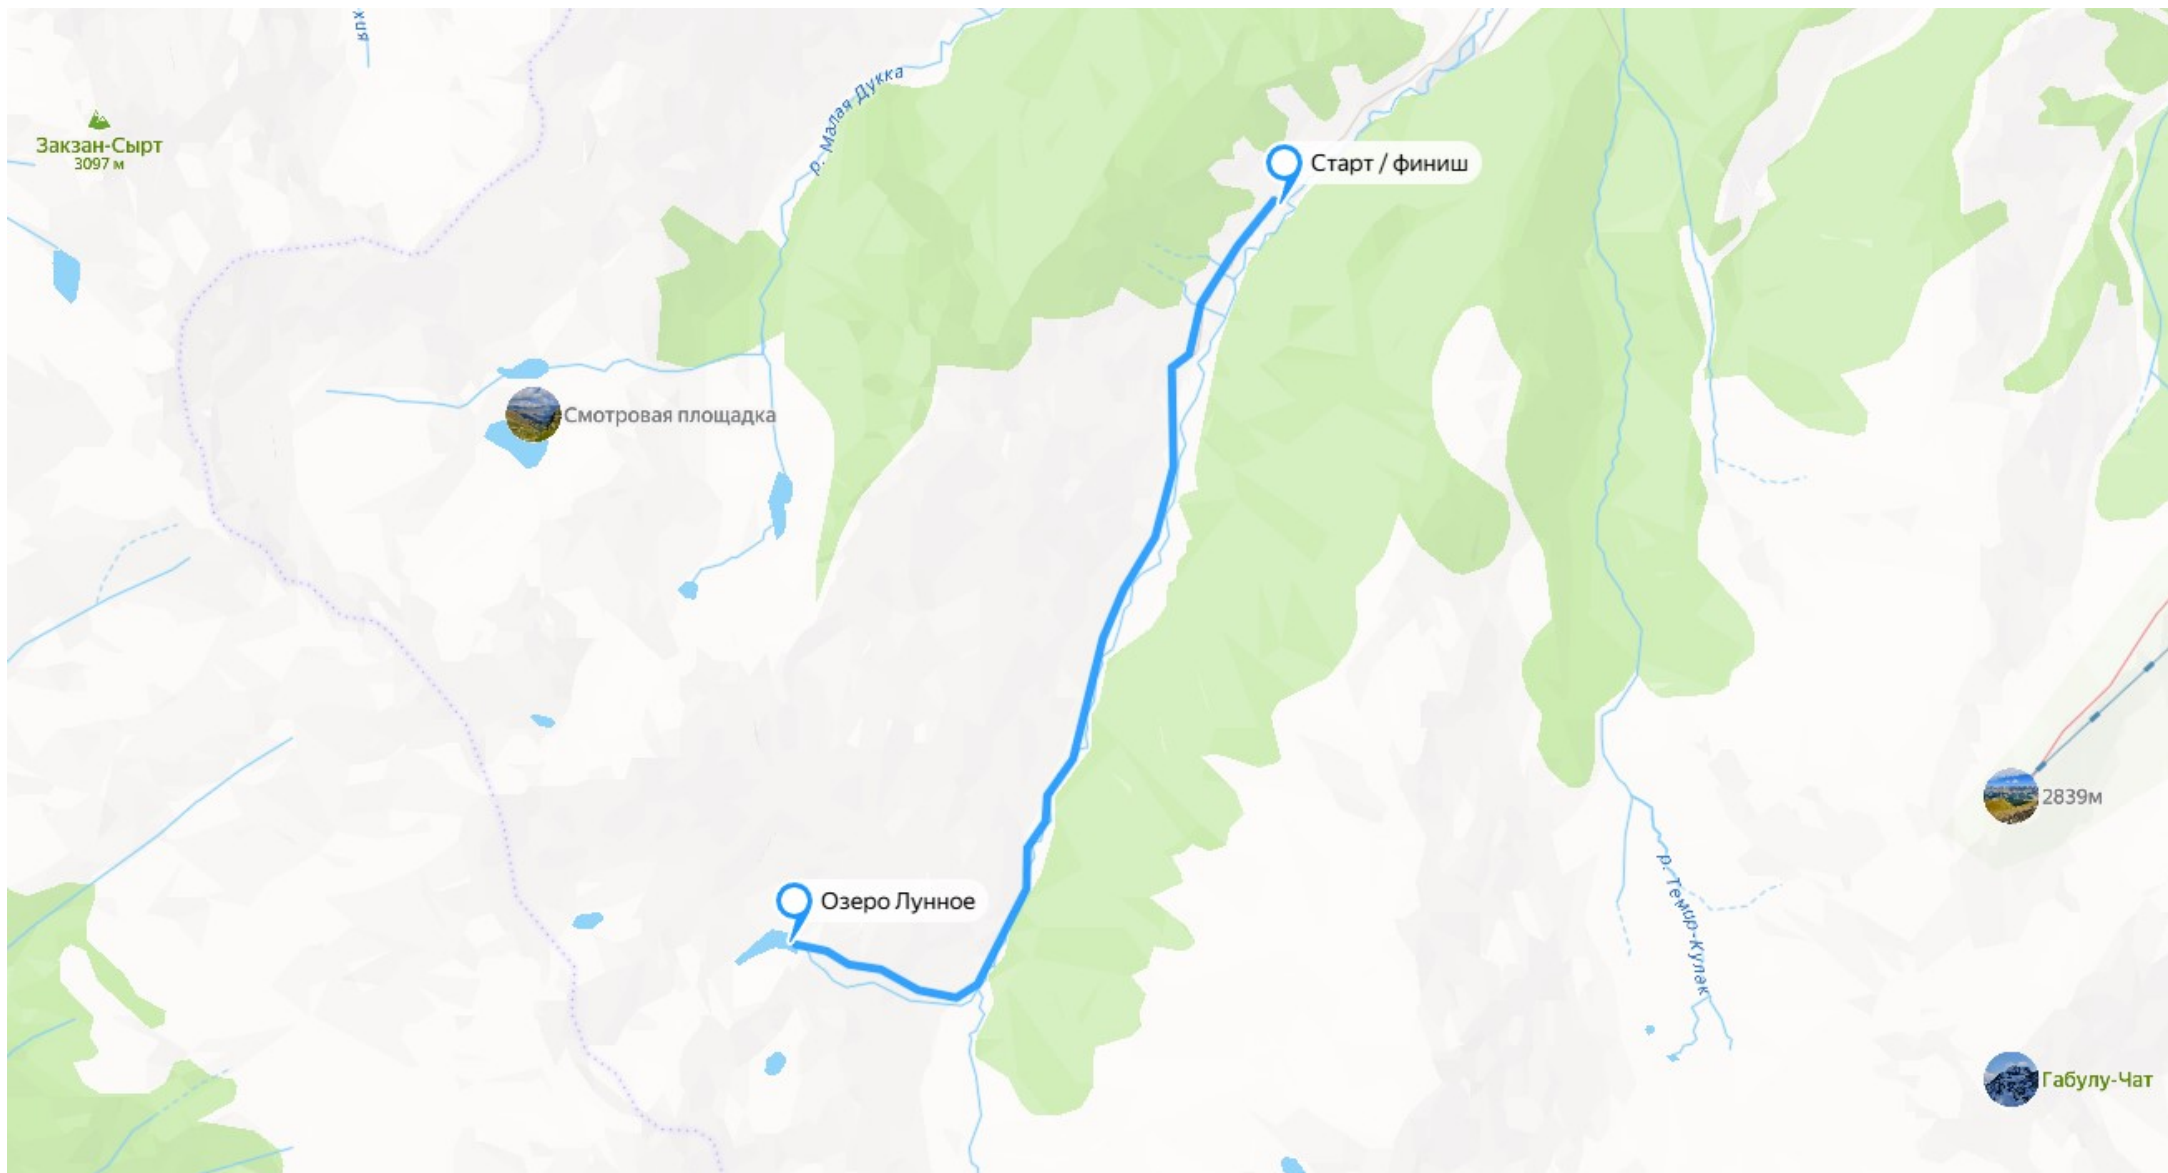 Закзан-Сырт
3097 м
р. Малая Дукка
Старт / финиш
Смотровая площадка
2839м
Озеро Лунное
р. Темир-Кулак
Габулу-Чат